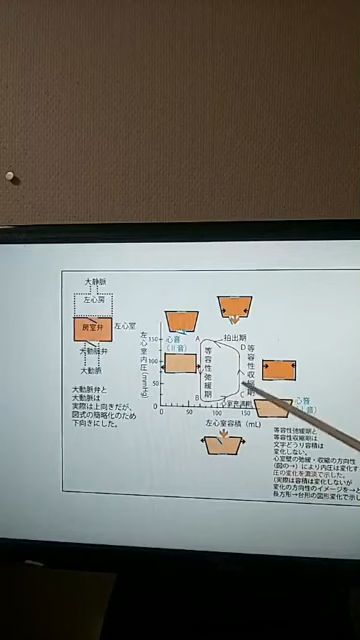 大静脈
左心房
房室弁
左心室
大動脈弁
大動脈
大動脈弁と
大動脈は
実際は上向きだが、
図式の簡略化のため
下向きにした。
左心室内圧(mmHg)
150
100
50
0
0
50
100
150
左心室容積 (mL)
心音
(Ⅱ音)
A
拍出期
D
等容性弛緩期
等容性収縮期
B
C
心音
等容性弛緩期と
等容性収縮期は
文字どうり容積は
変化しない。
心室壁の弛緩・収縮の方向性
(図の→)により内圧は変化す
圧の変化を濃淡で示した。
(実際は容積は変化しないが
変化の方向性のイメージを→と
長方形→台形の図形変化で示し